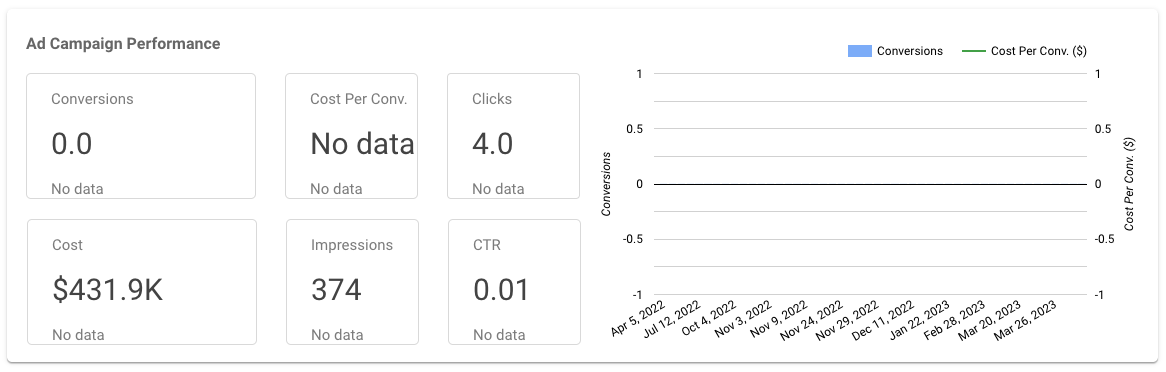 Ad Campaign Performance
Conversions
0.0
No data
Cost Per Conv.
No data
No data
Clicks
4.0
No data
Cost
$431.9K
No data
Impressions
374
No data
CTR
0.01
No data
Conversions
Cost Per Conv. ($)
1
0.5
0
-0.5
-1
Conversions
1
0.5
0
-0.5
-1
Cost Per Conv. ($)
Apr 5, 2022
Jul 12, 2022
Oct 4, 2022
Nov 3, 2022
Nov 9, 2022
Nov 24, 2022
Nov 29, 2022
Dec 11, 2022
Jan 22, 2023
Feb 28, 2023
Mar 20, 2023
Mar 26, 2023